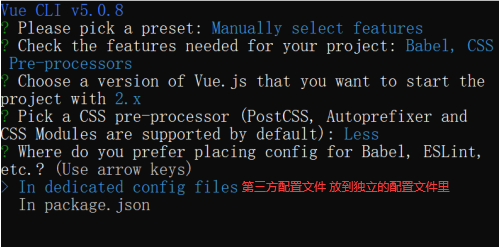 Vue CLI v5.0.8
? Please pick a preset: Manually select features
? Check the features needed for your project: Babel, CSS
Pre-processors
? Choose a version of Vue.js that you want to start the
project with 2.x
? Pick a CSS pre-processor (PostCSS, Autoprefixer and
CSS Modules are supported by default): Less
? Where do you prefer placing config for Babel, ESLint,
etc.? (Use arrow keys)
> In dedicated config files 第三方配置文件 放到独立的配置文件里
In package.json